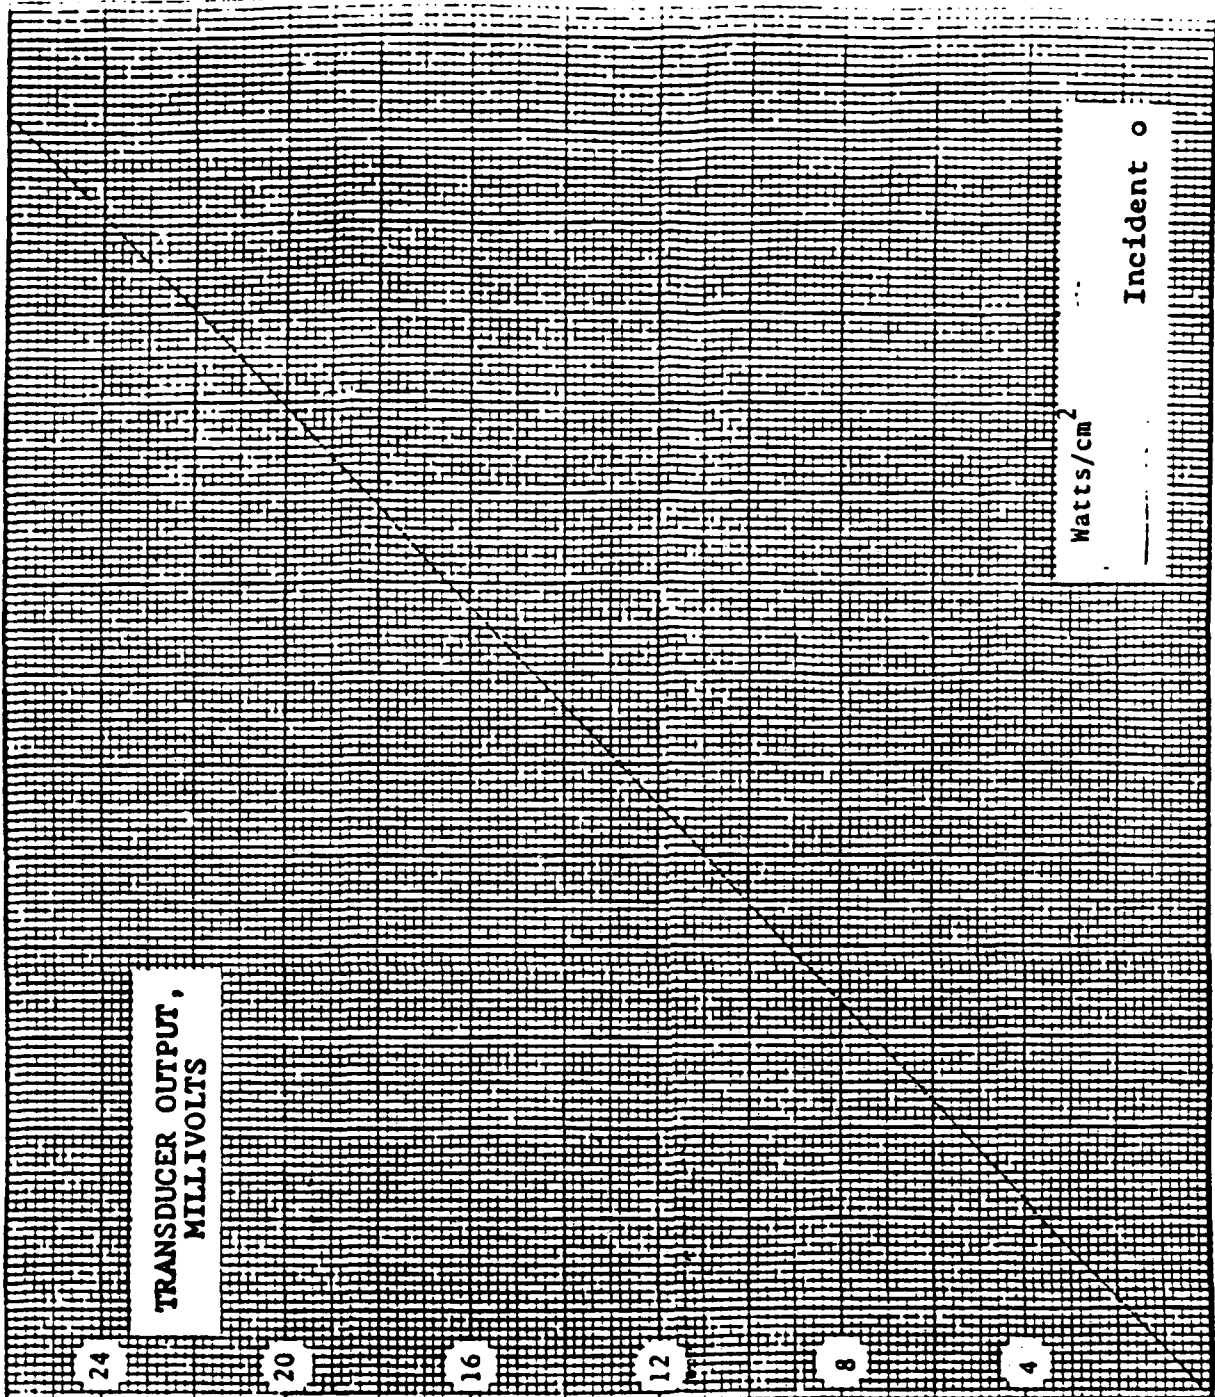 TRANSDUCER OUTPUT,
MILLIVOLTS
24
20
16
12
8
4
Watts/cm²
Incident o